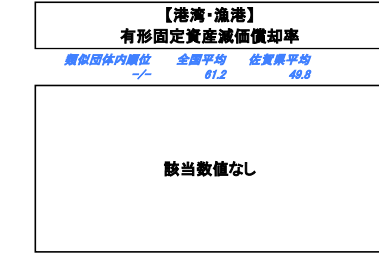 【港湾・漁港】
有形固定資産減価償却率
類似団体内順位 全国平均 佐賀県平均
-/- 61.2 49.8
該当数値なし